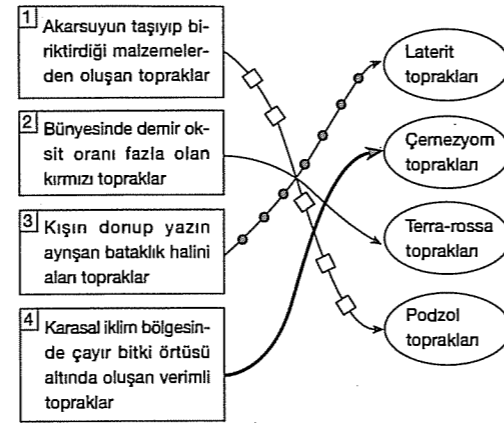 1 Akarsuyun taşıyıp bi-
riktirdiği malzemeler-
den oluşan topraklar
2 Bünyesinde demir ok-
sit oranı fazla olan
kırmızı topraklar
3 Kışın donup yazın
ayrışan bataklık halini
alan topraklar
4 Karasal iklim bölgesin-
de çayır bitki örtüsü
altında oluşan verimli
topraklar
Laterit
toprakları
Çernezyom
toprakları
Terra-rossa
toprakları
Podzol
toprakları